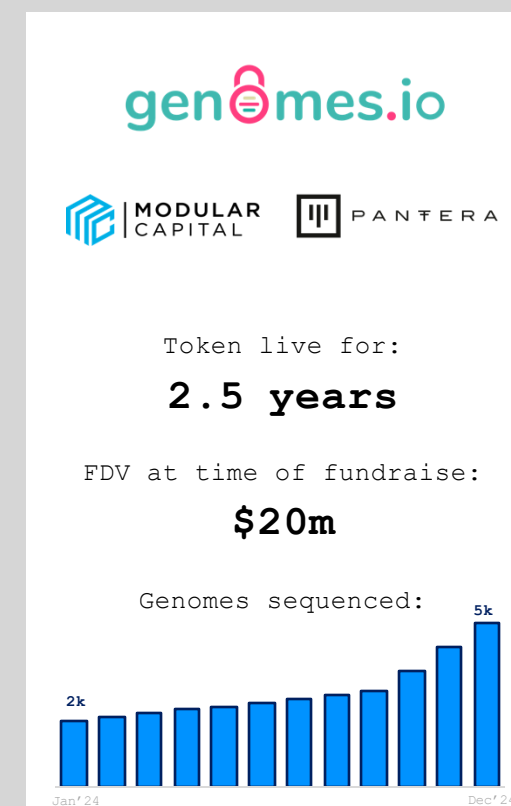 genomes.io
MODULAR
CAPITAL
PANTERA
Token live for:
2.5 years
FDV at time of fundraise:
$20m
Genomes sequenced:
5k
2k
Jan'24
Dec'24